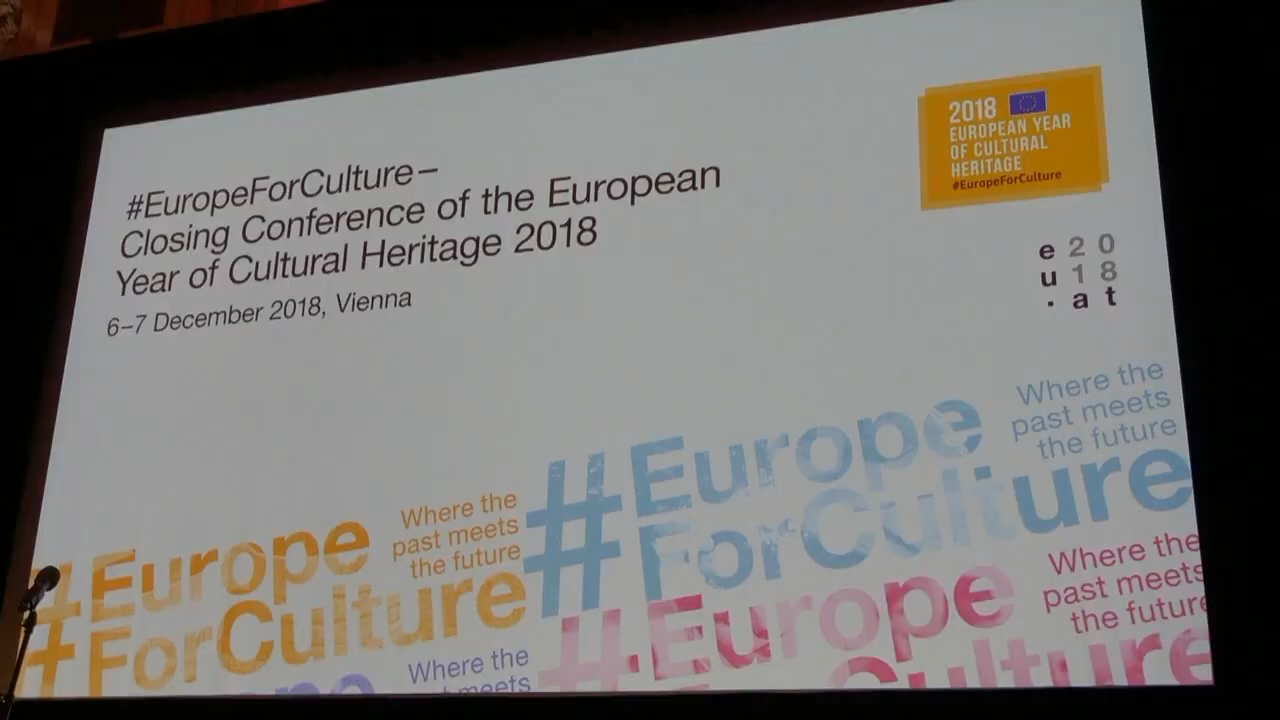 #EuropeForCulture–
Closing Conference of the European
Year of Cultural Heritage 2018
6–7 December 2018, Vienna
2018
EUROPEAN YEAR
OF CULTURAL
HERITAGE
#EuropeForCulture
e 2 0
u 1 8
. a t
#Europe
ForCulture
Where the
past meets
the future
#Europe
ForCulture
Where the
past meets
the future
#Europe
Culture
Where the
past meets
the future
Where the
meets